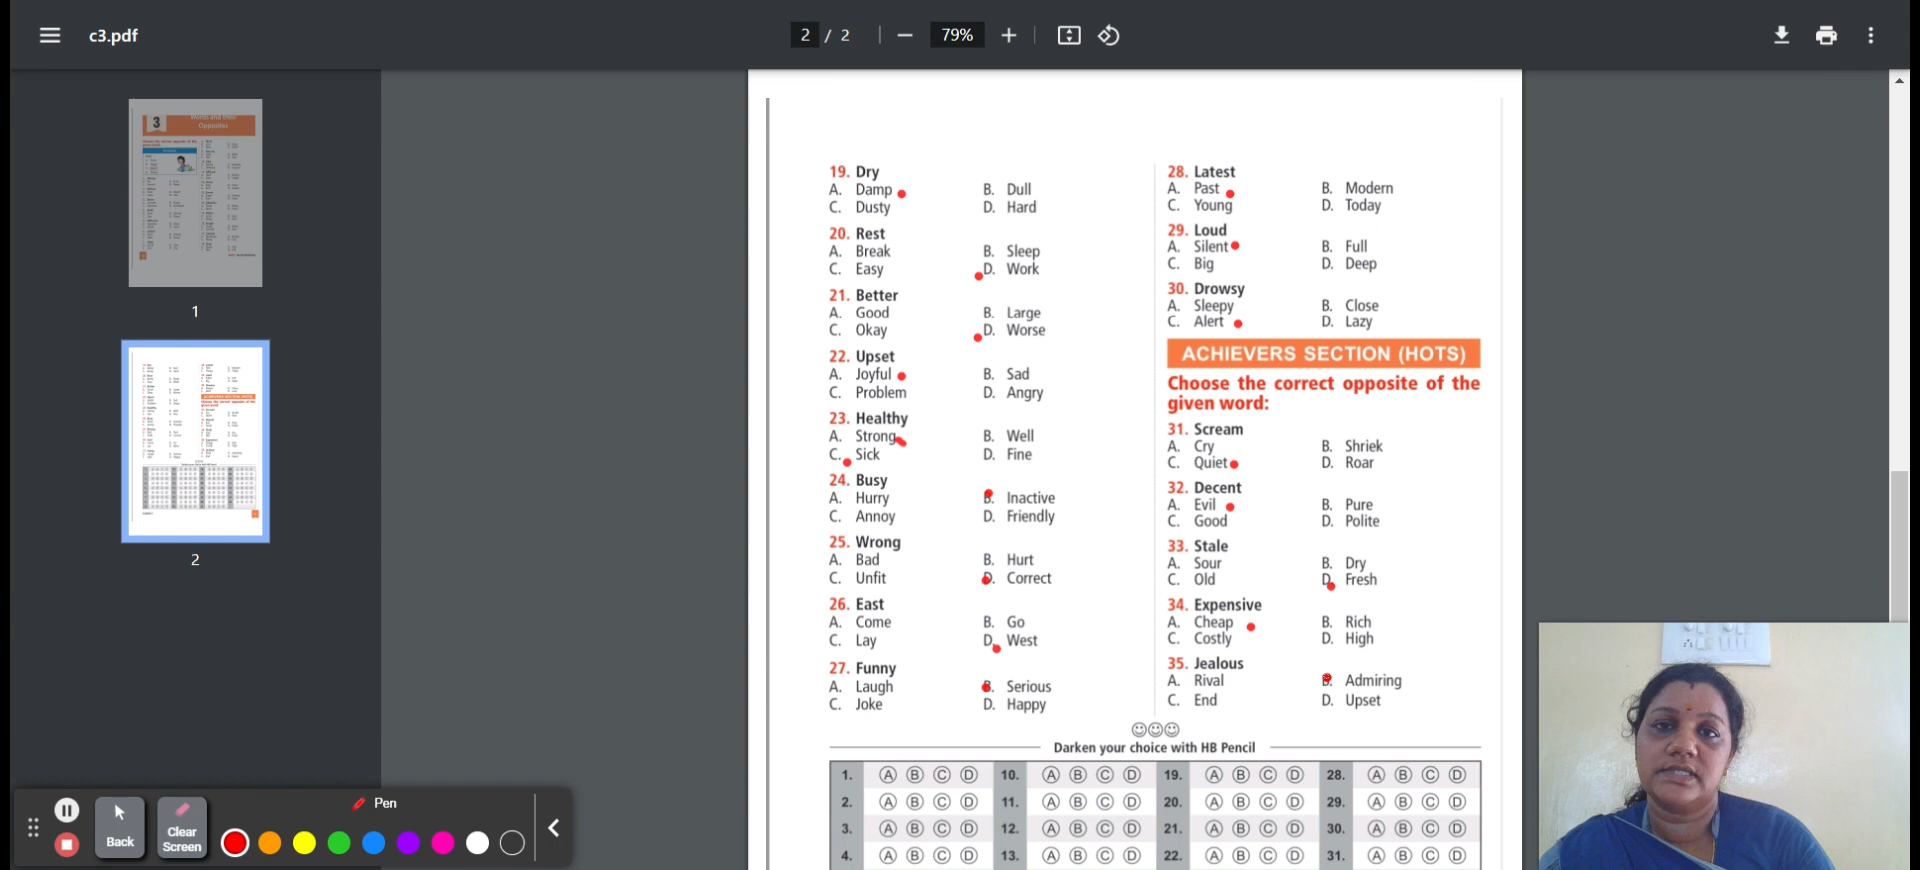 c3.pdf
2 / 2
79%
3 Words and their
Opposites
1
2
19. Dry
A. Damp B. Dull
C. Dusty D. Hard
20. Rest
A. Break B. Sleep
C. Easy D. Work
21. Better
A. Good B. Large
C. Okay D. Worse
22. Upset
A. Joyful B. Sad
C. Problem D. Angry
23. Healthy
A. Strong B. Well
C. Sick D. Fine
24. Busy
A. Hurry B. Inactive
C. Annoy D. Friendly
25. Wrong
A. Bad B. Hurt
C. Unfit D. Correct
26. East
A. Come B. Go
C. Lay D. West
27. Funny
A. Laugh B. Serious
C. Joke D. Happy
28. Latest
A. Past B. Modern
C. Young D. Today
29. Loud
A. Silent B. Full
C. Big D. Deep
30. Drowsy
A. Sleepy B. Close
C. Alert D. Lazy
ACHIEVERS SECTION (HOTS)
Choose the correct opposite of the
given word:
31. Scream
A. Cry B. Shriek
C. Quiet D. Roar
32. Decent
A. Evil B. Pure
C. Good D. Polite
33. Stale
A. Sour B. Dry
C. Old D. Fresh
34. Expensive
A. Cheap B. Rich
C. Costly D. High
35. Jealous
A. Rival B. Admiring
C. End D. Upset
Darken your choice with HB Pencil
1. A B C D 10. A B C D 19. A B C D 28. A B C D
2. A B C D 11. A B C D 20. A B C D 29. A B C D
3. A B C D 12. A B C D 21. A B C D 30. A B C D
4. A B C D 13. A B C D 22. A B C D 31. A B C D
Pen
Back
Clear
Screen